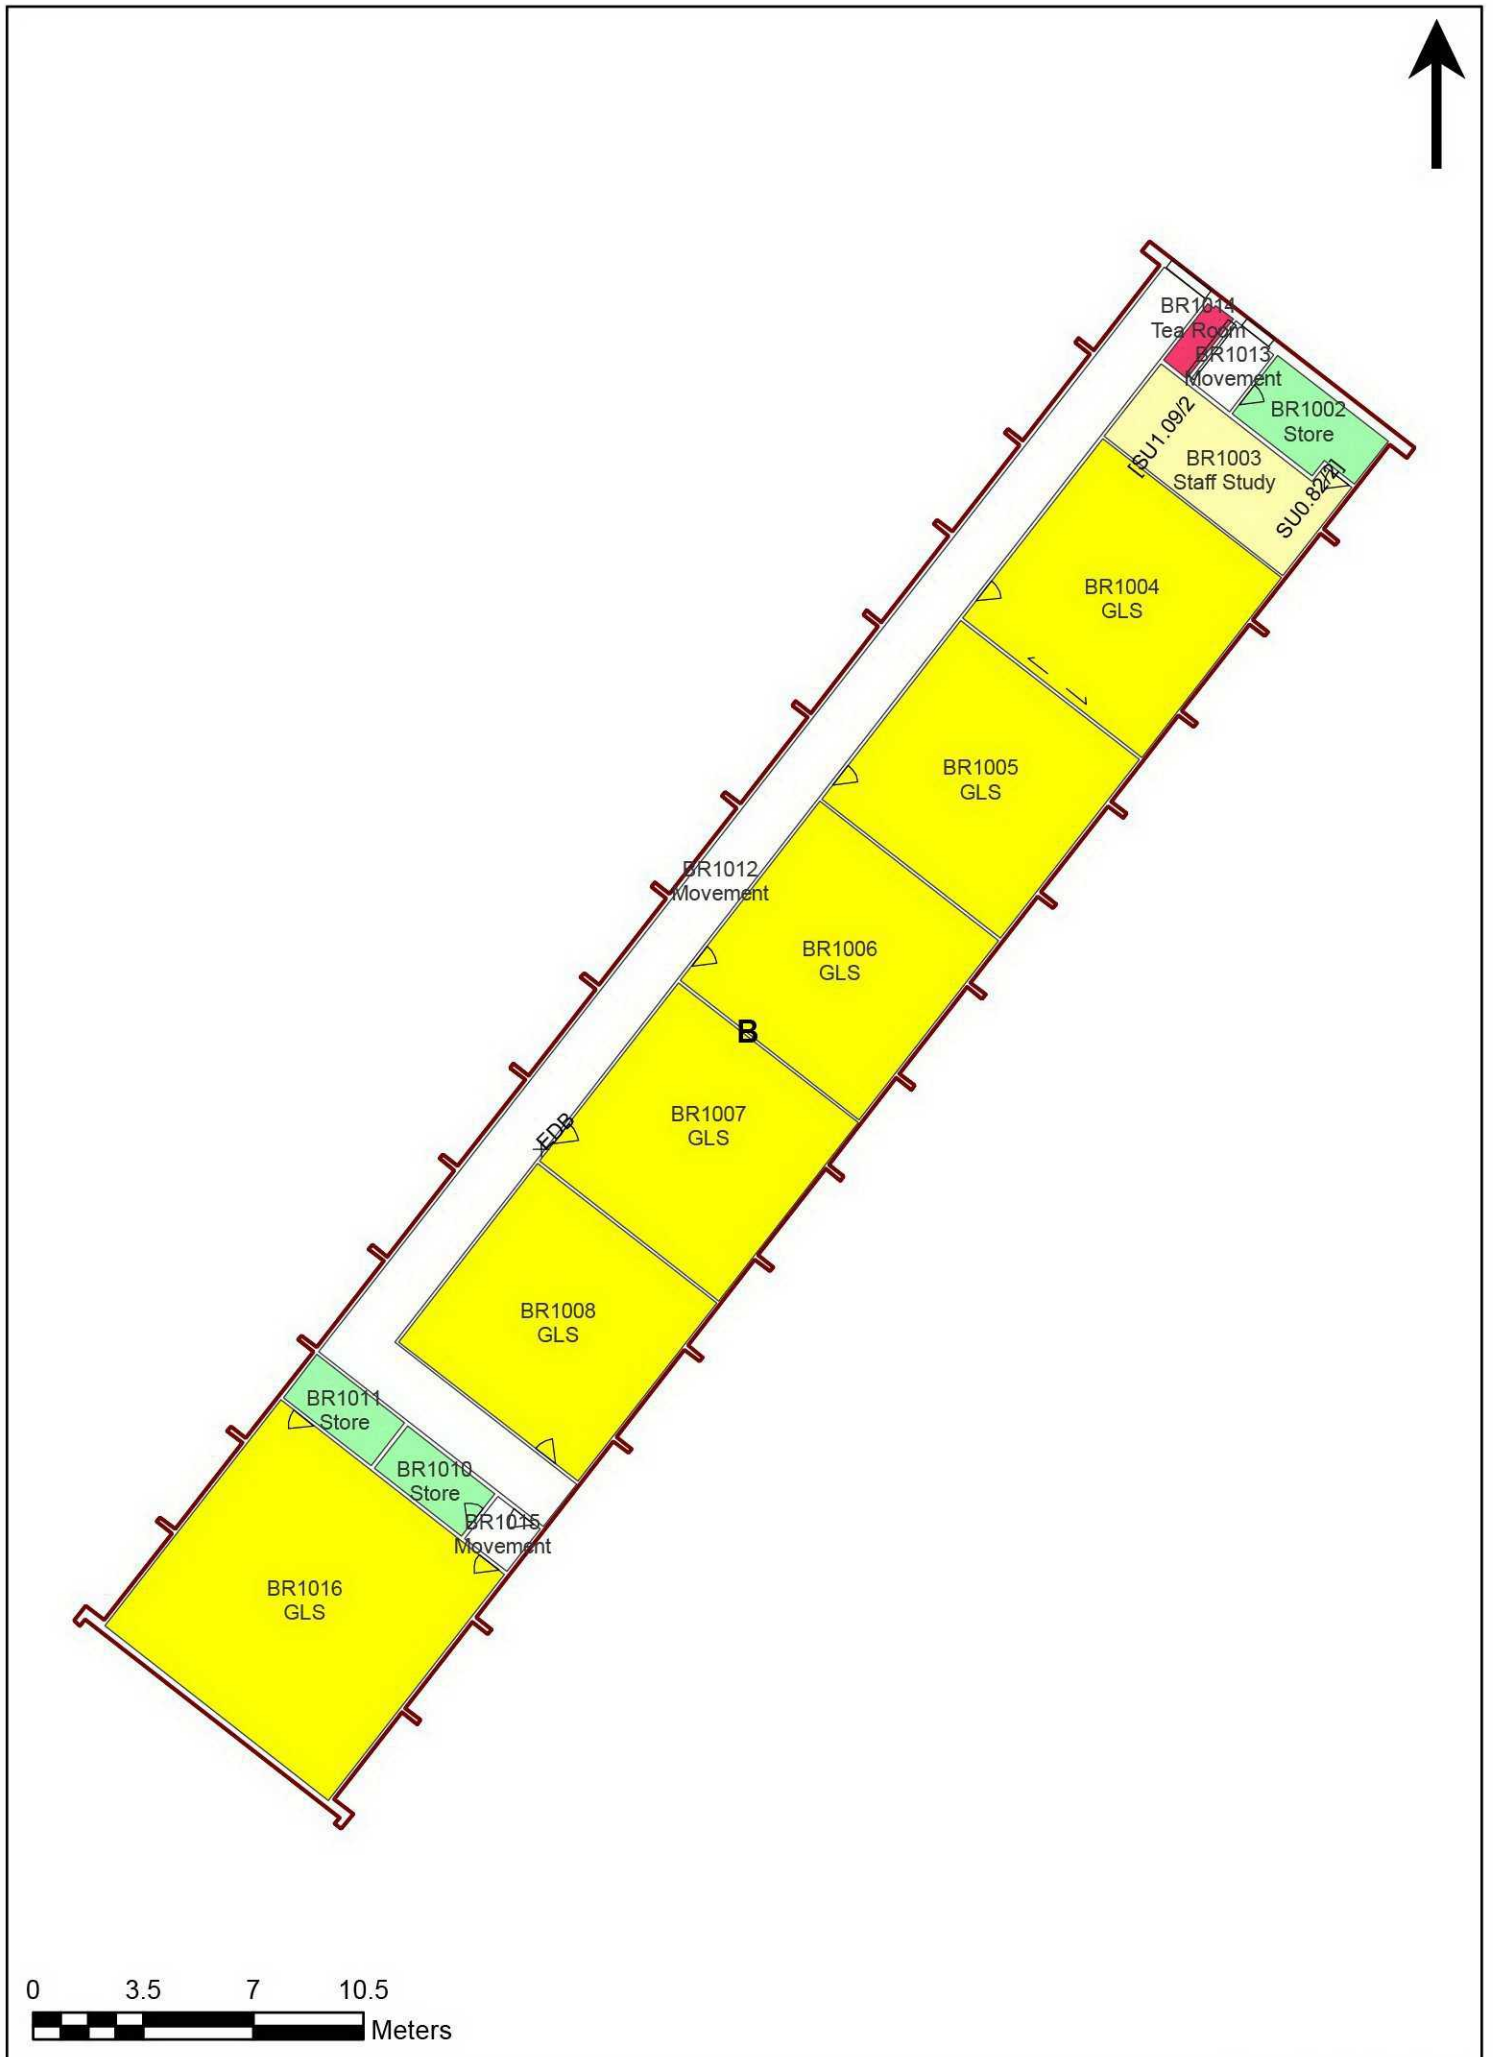 BR1014
Tea Room
BR1013
Movement
BR1002
Store
[SU1.09/2
BR1003
Staff Study
SU0.82/2]
BR1004
GLS
BR1005
GLS
BR1012
Movement
BR1006
GLS
B
BR1007
GLS
EDB
BR1008
GLS
BR1011
Store
BR1010
Store
BR1015
Movement
BR1016
GLS
0 3.5 7 10.5
Meters